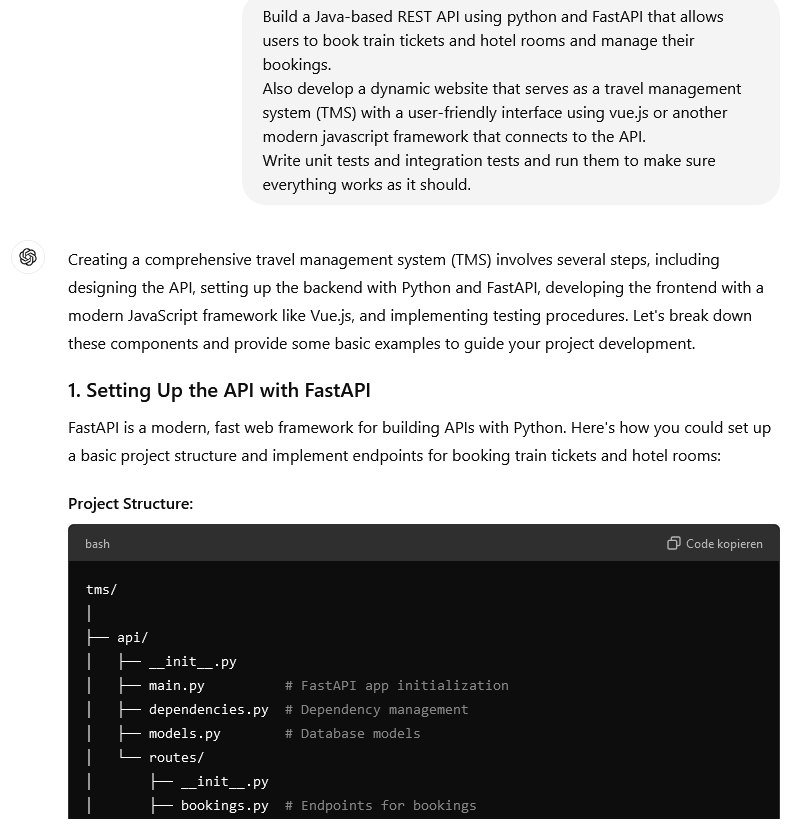 Build a Java-based REST API using python and FastAPI that allows
users to book train tickets and hotel rooms and manage their
bookings.
Also develop a dynamic website that serves as a travel management
system (TMS) with a user-friendly interface using vue.js or another
modern javascript framework that connects to the API.
Write unit tests and integration tests and run them to make sure
everything works as it should.
Creating a comprehensive travel management system (TMS) involves several steps, including
designing the API, setting up the backend with Python and FastAPI, developing the frontend with a
modern JavaScript framework like Vue.js, and implementing testing procedures. Let's break down
these components and provide some basic examples to guide your project development.
1. Setting Up the API with FastAPI
FastAPI is a modern, fast web framework for building APIs with Python. Here's how you could set up
a basic project structure and implement endpoints for booking train tickets and hotel rooms:
Project Structure:
bash Code kopieren
tms/
│
├── api/
│   ├── __init__.py
│   ├── main.py          # FastAPI app initialization
│   ├── dependencies.py  # Dependency management
│   ├── models.py        # Database models
│   └── routes/
│       ├── __init__.py
│       ├── bookings.py  # Endpoints for bookings